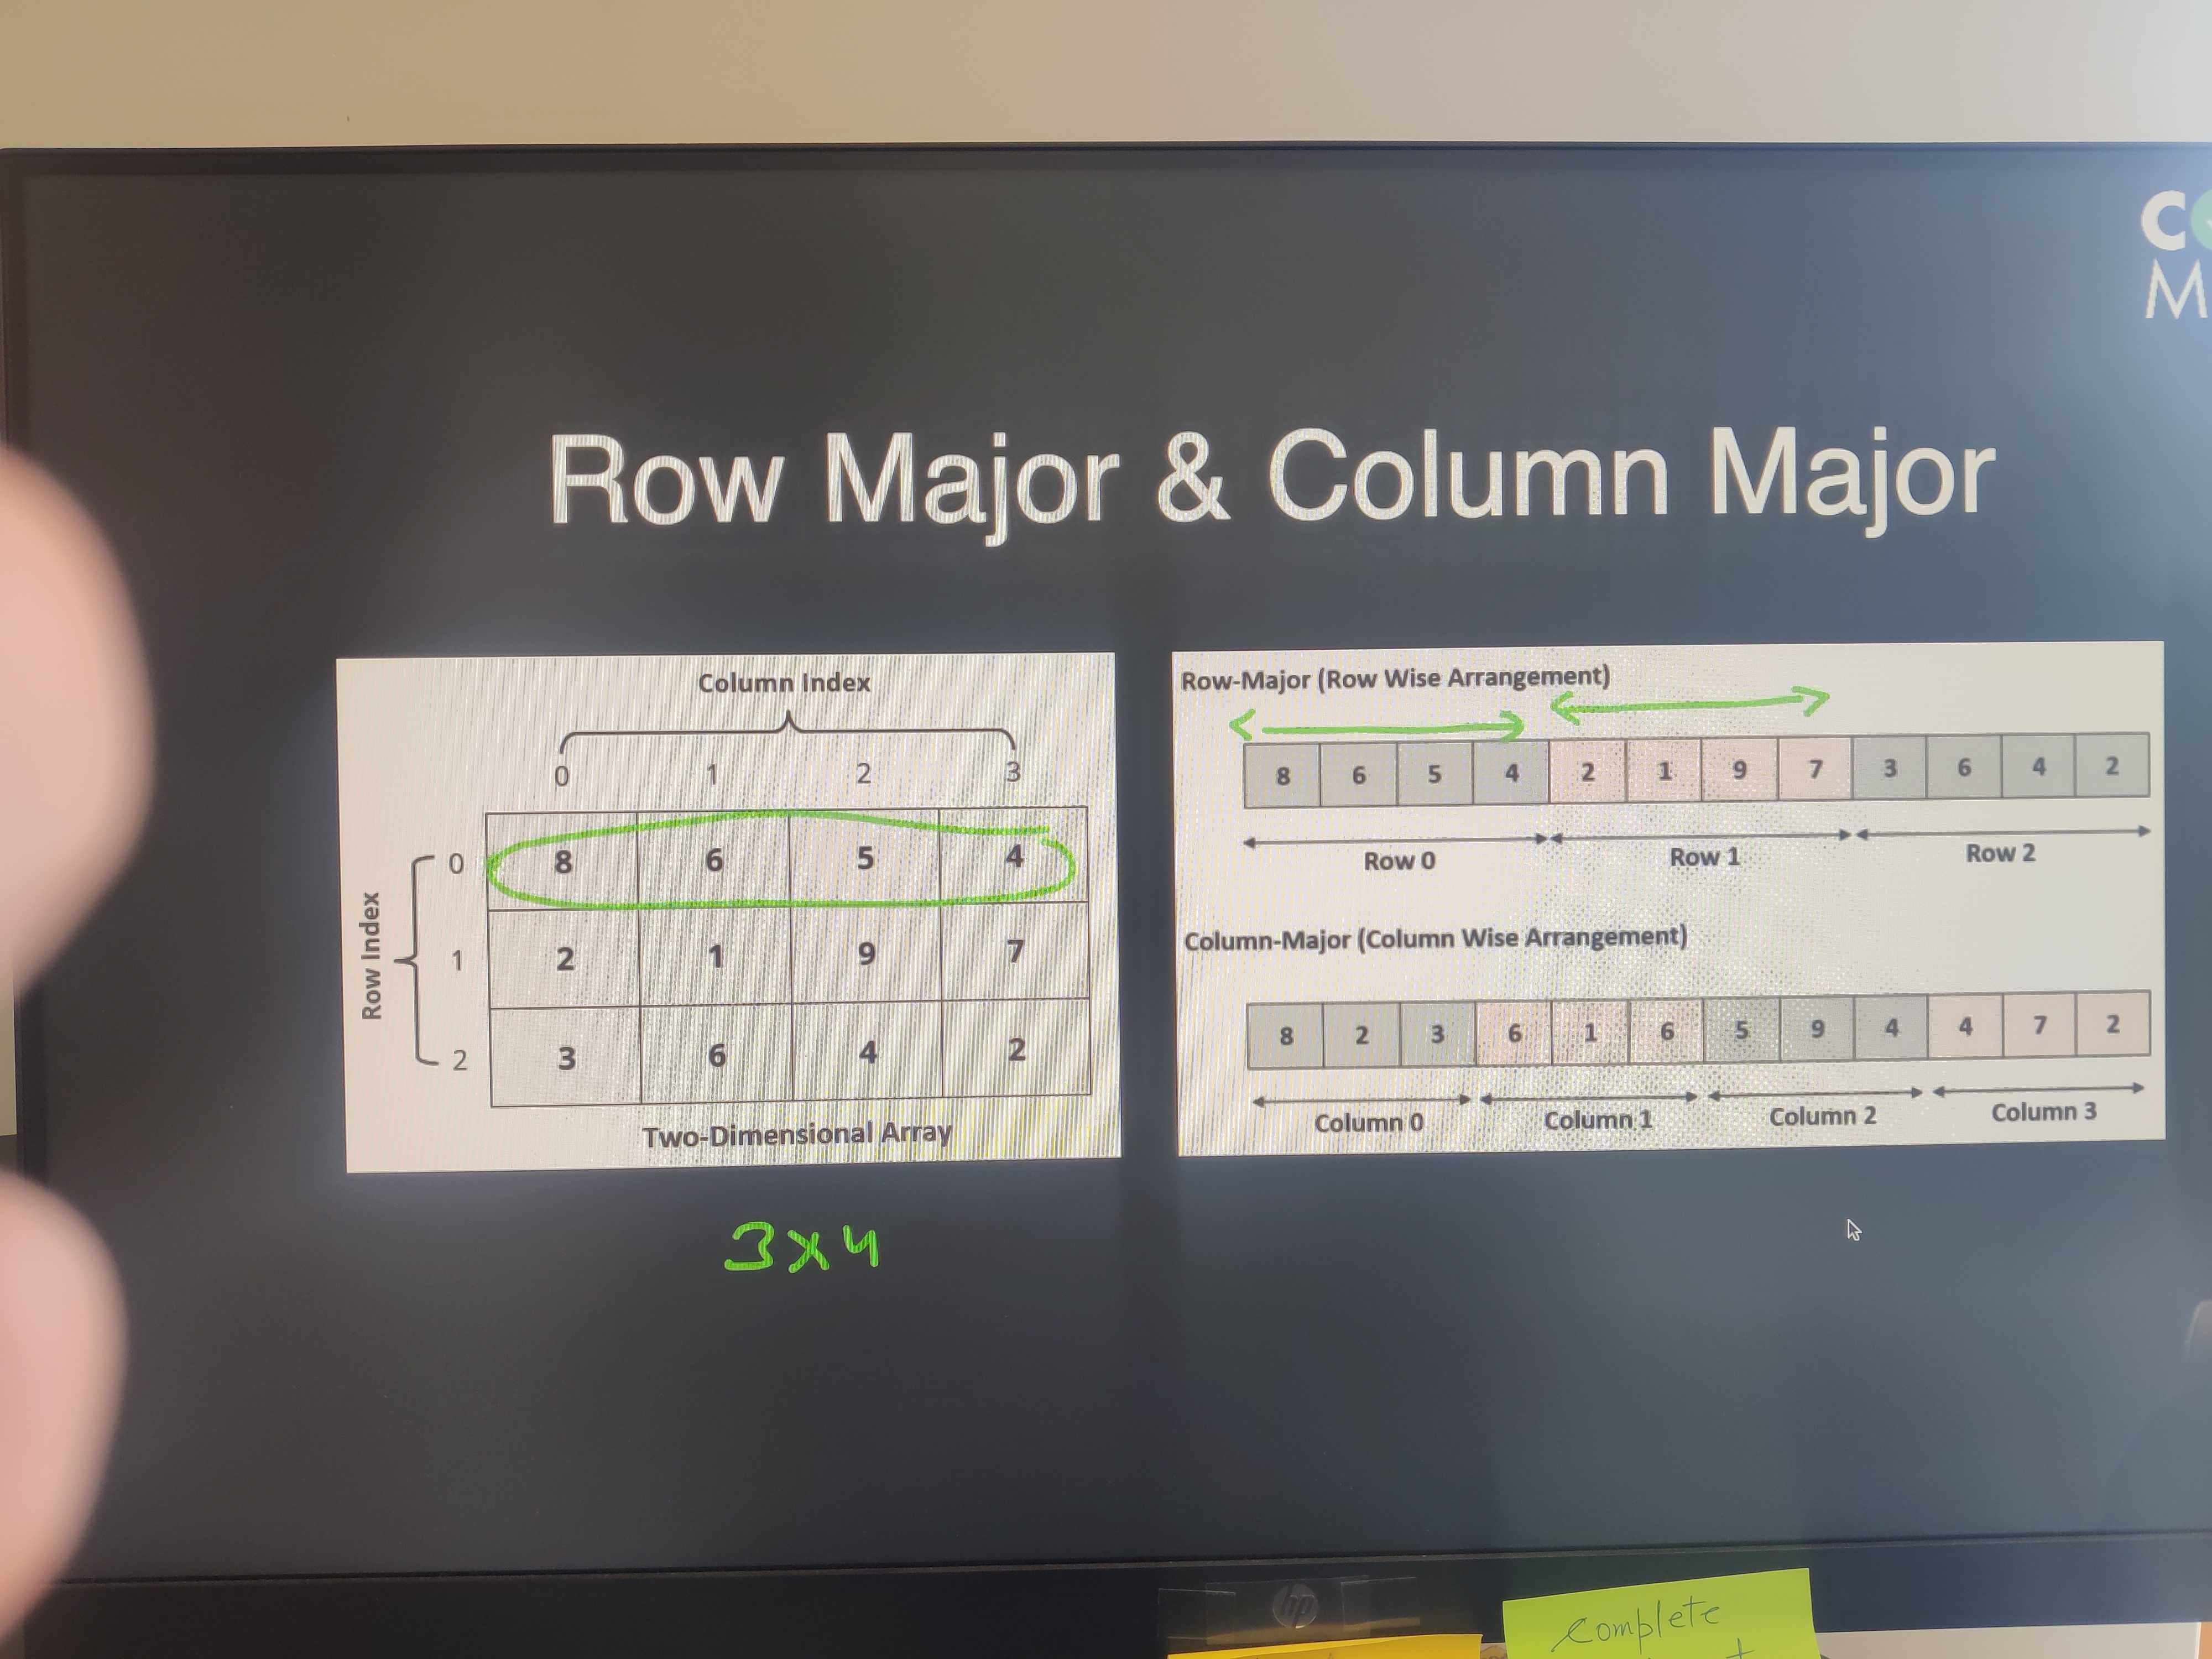 C
M
Row Major & Column Major
Column Index
0 1 2 3
Row Index
0 8 6 5 4
1 2 1 9 7
2 3 6 4 2
Two-Dimensional Array
3x4
Row-Major (Row Wise Arrangement)
8 6 5 4 2 1 9 7 3 6 4 2
Row 0 Row 1 Row 2
Column-Major (Column Wise Arrangement)
8 2 3 6 1 6 5 9 4 4 7 2
Column 0 Column 1 Column 2 Column 3
hp
complete